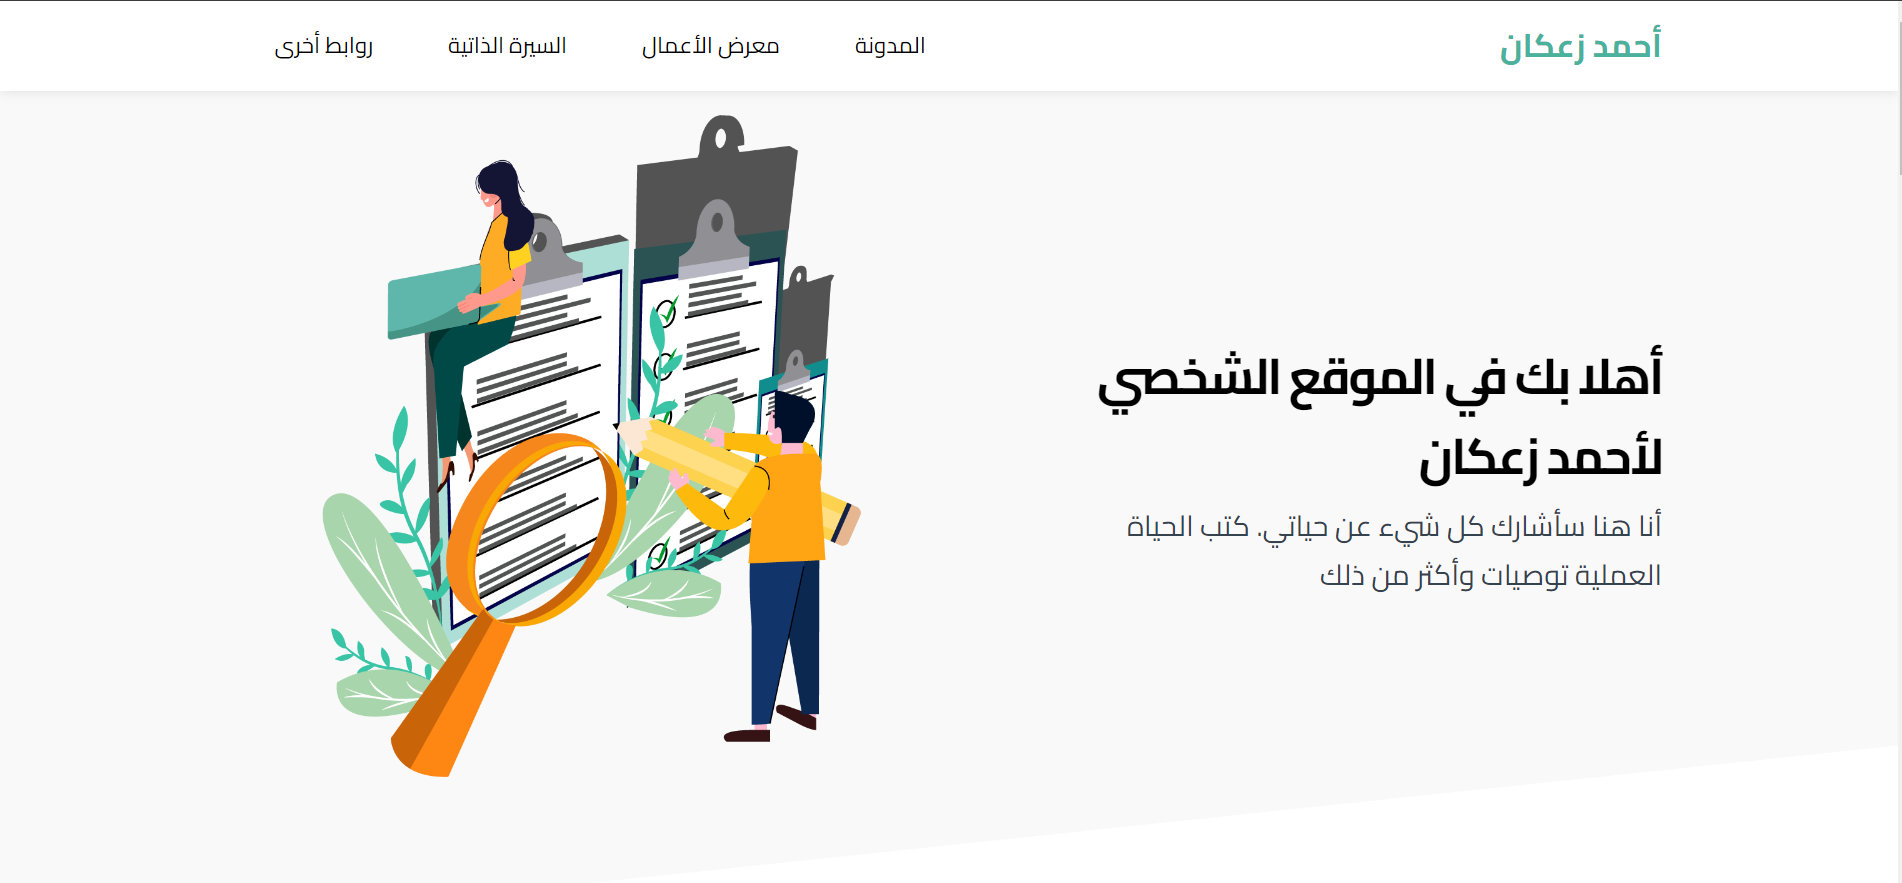 أحمد زعكان
المدونة
معرض الأعمال
السيرة الذاتية
روابط أخرى
أهلا بك في الموقع الشخصي
لأحمد زعكان
أنا هنا سأشارك كل شيء عن حياتي. كتب الحياة
العملية توصيات وأكثر من ذلك